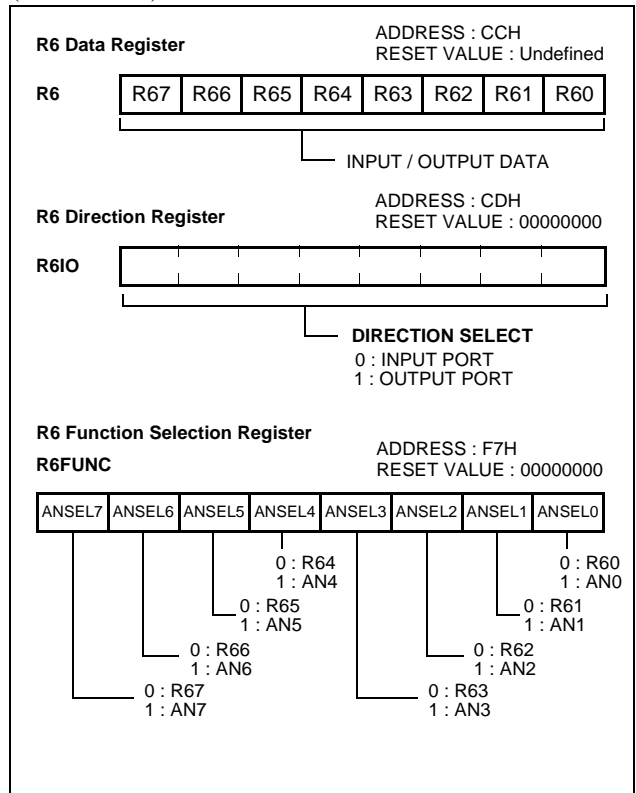 R6 Data Register
ADDRESS : CCH
RESET VALUE : Undefined
R6
R67 R66 R65 R64 R63 R62 R61 R60
INPUT / OUTPUT DATA
R6 Direction Register
ADDRESS : CDH
RESET VALUE : 00000000
R6IO
DIRECTION SELECT
0 : INPUT PORT
1 : OUTPUT PORT
R6 Function Selection Register
R6FUNC
ADDRESS : F7H
RESET VALUE : 00000000
ANSEL7 ANSEL6 ANSEL5 ANSEL4 ANSEL3 ANSEL2 ANSEL1 ANSEL0
0 : R64
1 : AN4
0 : R60
1 : AN0
0 : R65
1 : AN5
0 : R61
1 : AN1
0 : R66
1 : AN6
0 : R62
1 : AN2
0 : R67
1 : AN7
0 : R63
1 : AN3